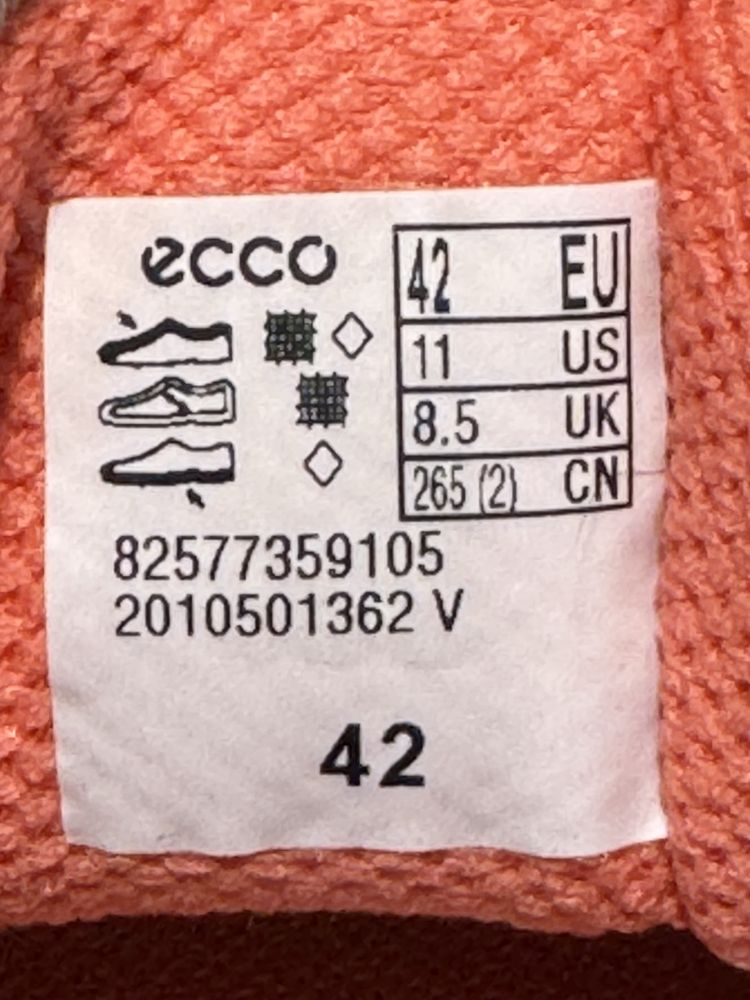 ecco
42 EU
11 US
8.5 UK
265 (2) CN
82577359105
2010501362 V
42